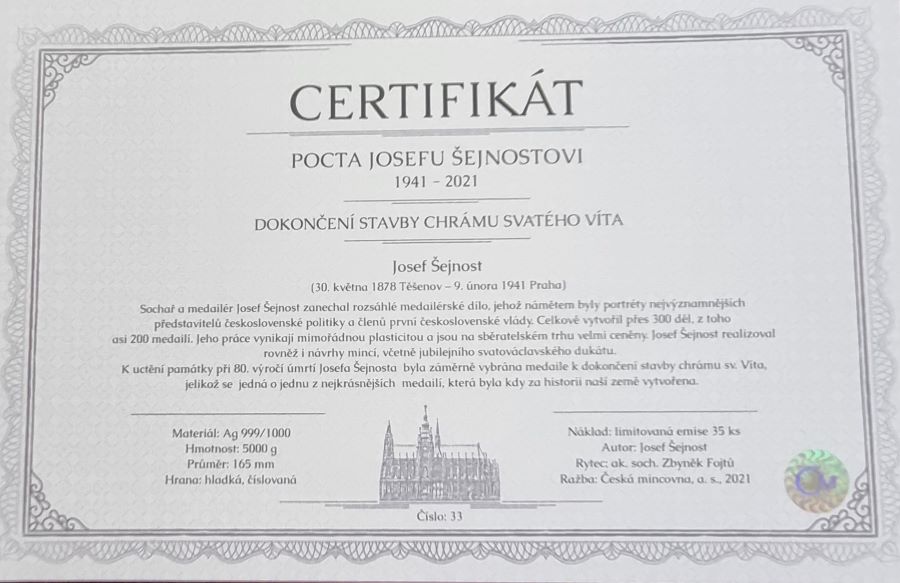 CERTIFIKÁT
POCTA JOSEFU ŠEJNOSTOVI
1941 – 2021
DOKONČENÍ STAVBY CHRÁMU SVATÉHO VÍTA
Josef Šejnost
(30. května 1878 Těšenov – 9. února 1941 Praha)
Sochař a medailér Josef Šejnost zanechal rozsáhlé medailérské dílo, jehož námětem byly portréty nejvýznamnějších
představitelů československé politiky a členů první československé vlády. Celkově vytvořil přes 300 děl, z toho
asi 200 medailí. Jeho práce vynikají mimořádnou plasticitou a jsou na sběratelském trhu velmi ceněny. Josef Šejnost realizoval
rovněž i návrhy mincí, včetně jubilejního svatováclavského dukátu.
K uctění památky při 80. výročí úmrtí Josefa Šejnosta byla záměrně vybrána medaile k dokončení stavby chrámu sv. Víta,
jelikož se jedná o jednu z nejkrásnějších medailí, která byla kdy za historii naší země vytvořena.
Materiál: Ag 999/1000
Hmotnost: 5000 g
Průměr: 165 mm
Hrana: hladká, číslovaná
Náklad: limitovaná emise 35 ks
Autor: Josef Šejnost
Rytec: ak. soch. Zbyněk Fojtů
Ražba: Česká mincovna, a. s., 2021
ČM
Číslo: 33